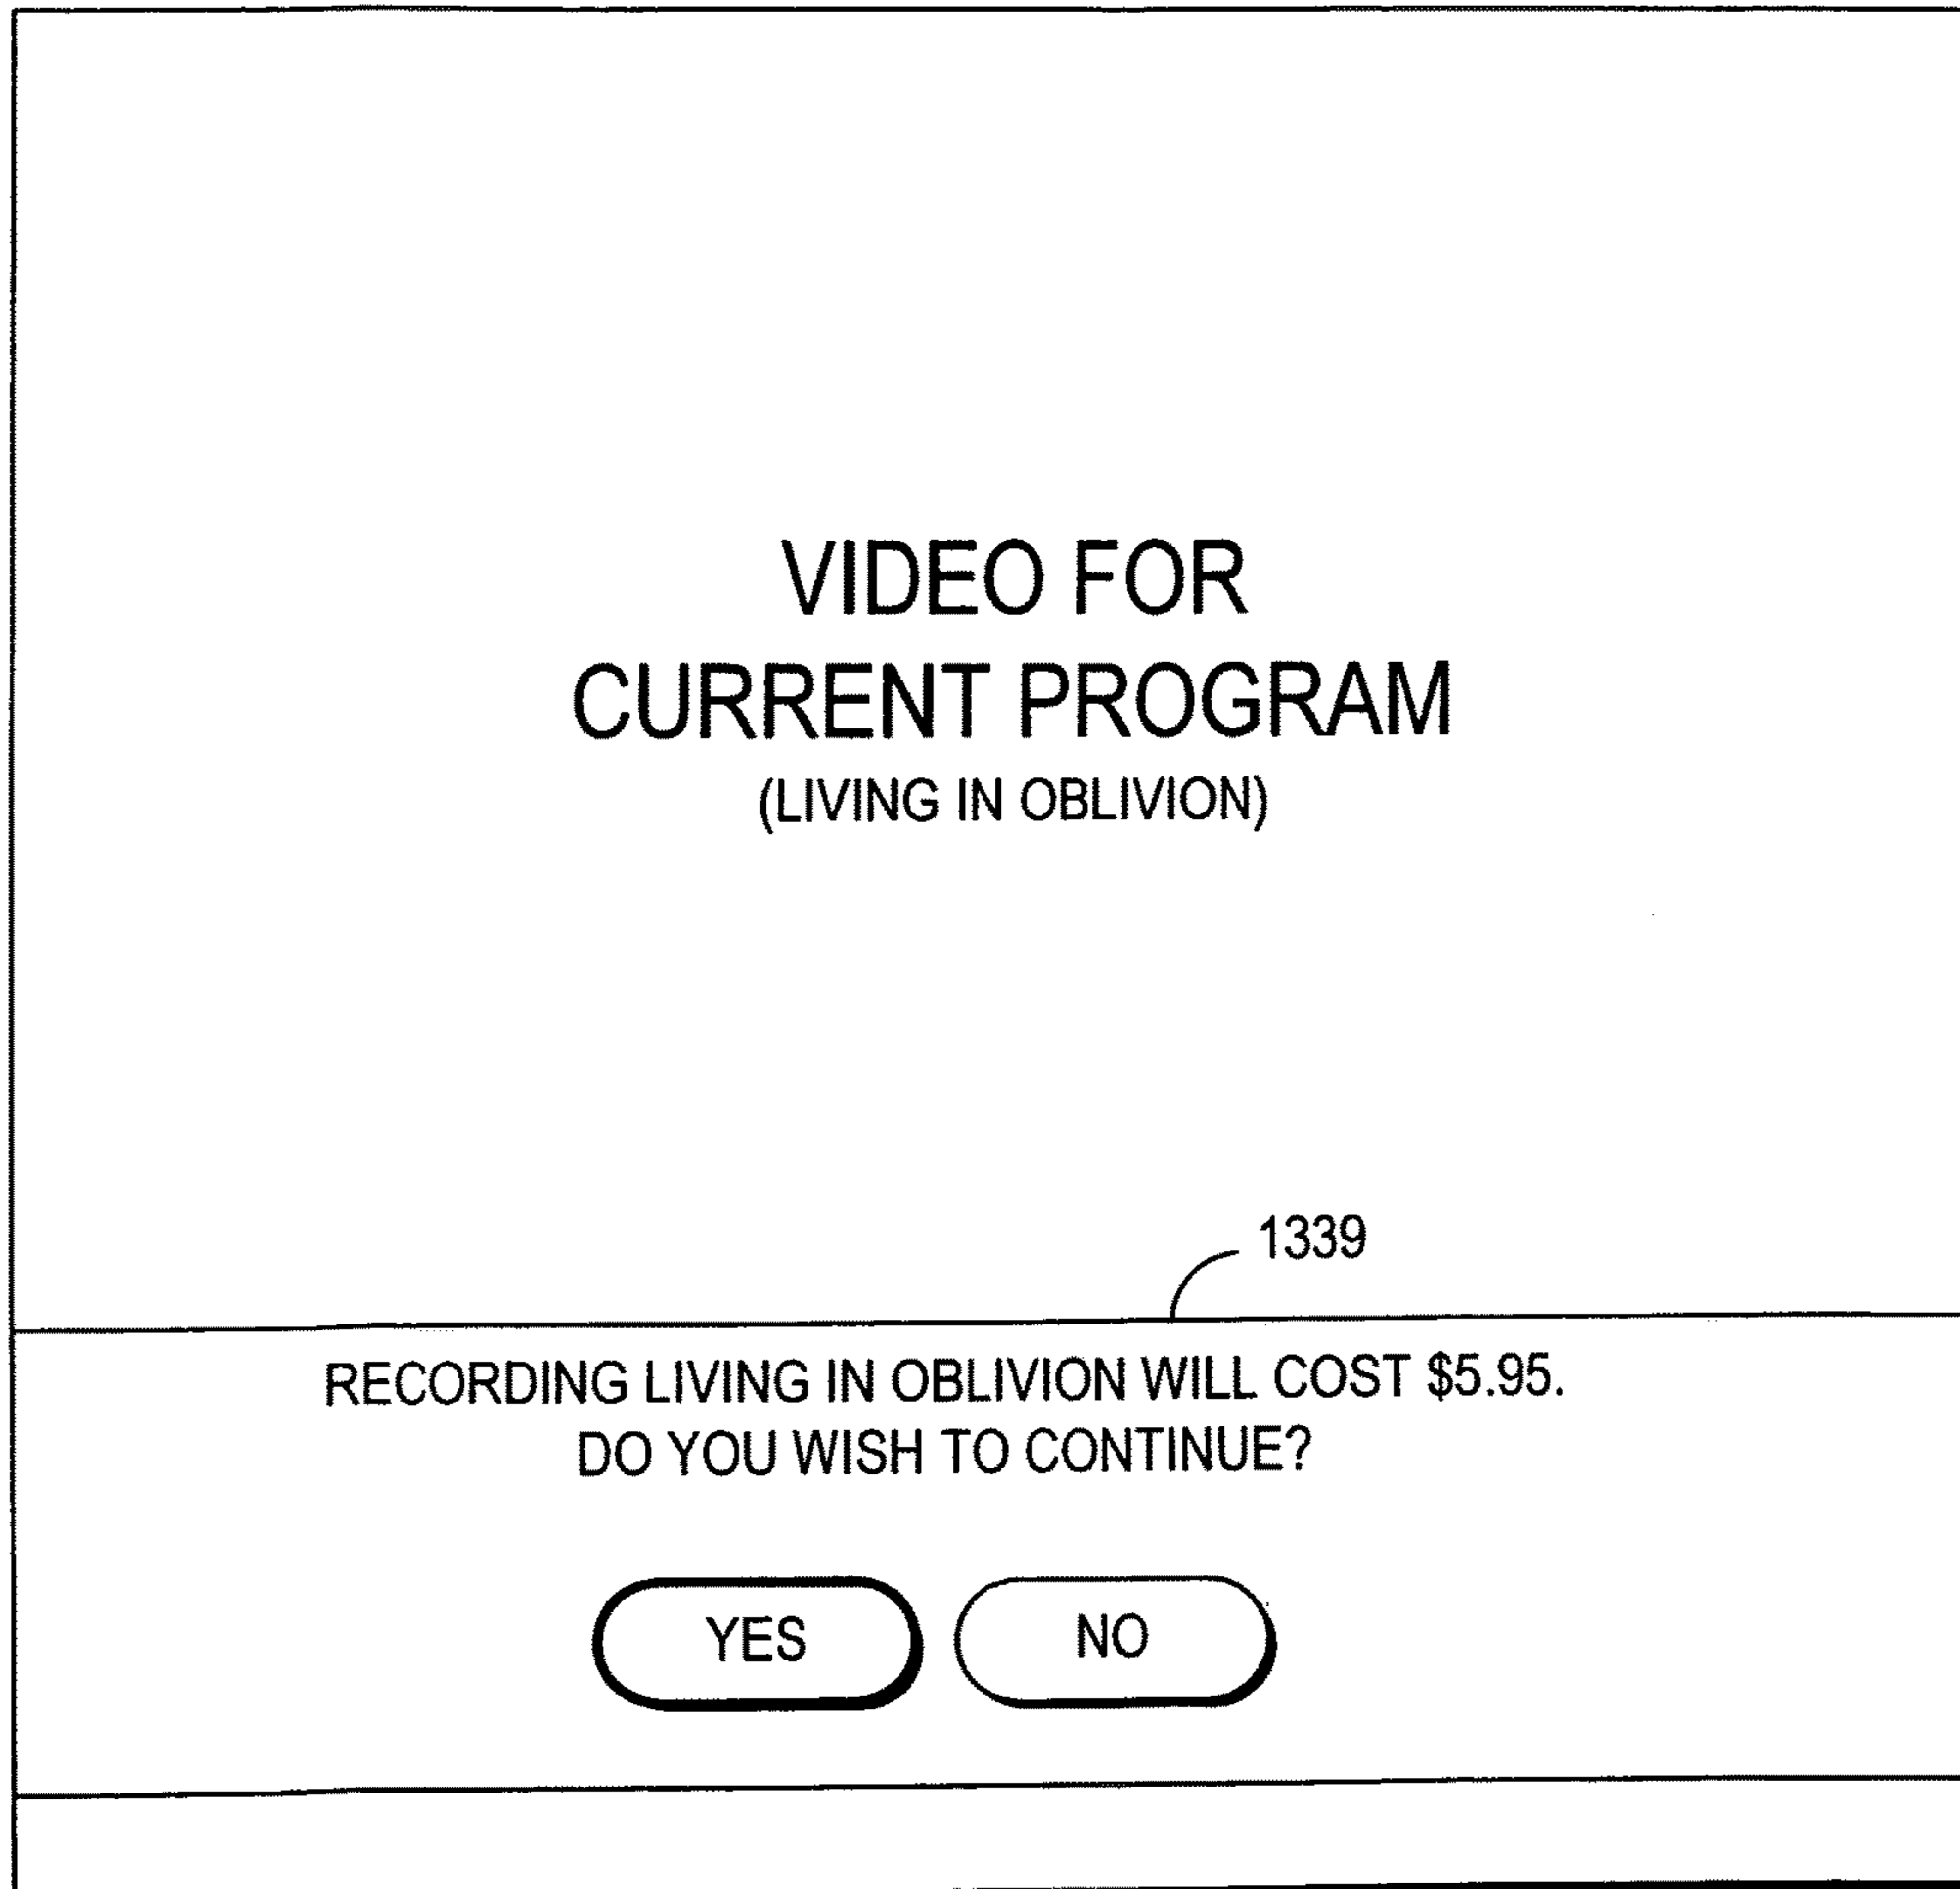 VIDEO FOR
CURRENT PROGRAM
(LIVING IN OBLIVION)
1339
RECORDING LIVING IN OBLIVION WILL COST $5.95.
DO YOU WISH TO CONTINUE?
YES NO